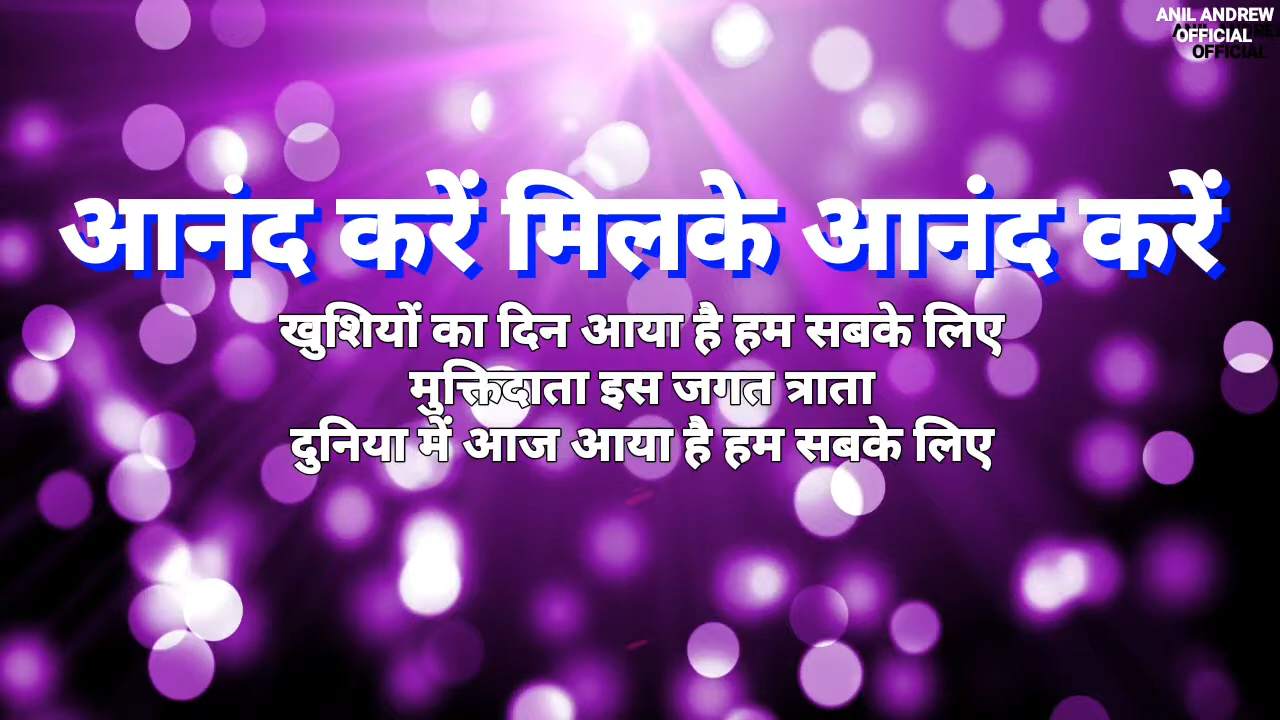 ANIL ANDREW
OFFICIAL
आनंद करें मिलके आनंद करें
खुशियों का दिन आया है हम सबके लिए
मुक्तिदाता इस जगत त्राता
दुनिया में आज आया है हम सबके लिए